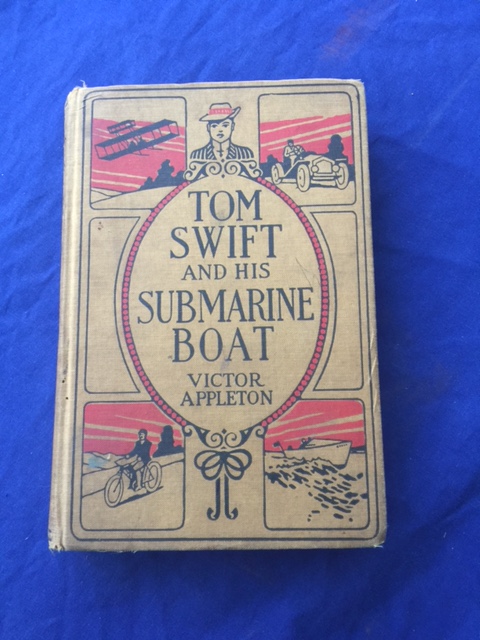 TOM
SWIFT
AND HIS
SUBMARINE
BOAT
VICTOR
APPLETON